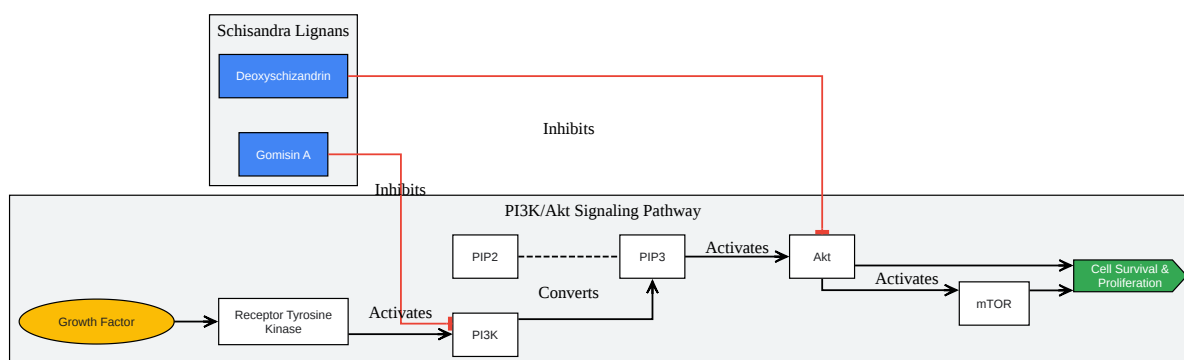 Schisandra Lignans
Deoxyschizandrin
Inhibits
Gomisin A
Inhibits
PI3K/Akt Signaling Pathway
PIP2
PIP3
Activates
Akt
Converts
Activates
Cell Survival &
Proliferation
mTOR
Growth Factor
Receptor Tyrosine
Kinase
Activates
PI3K